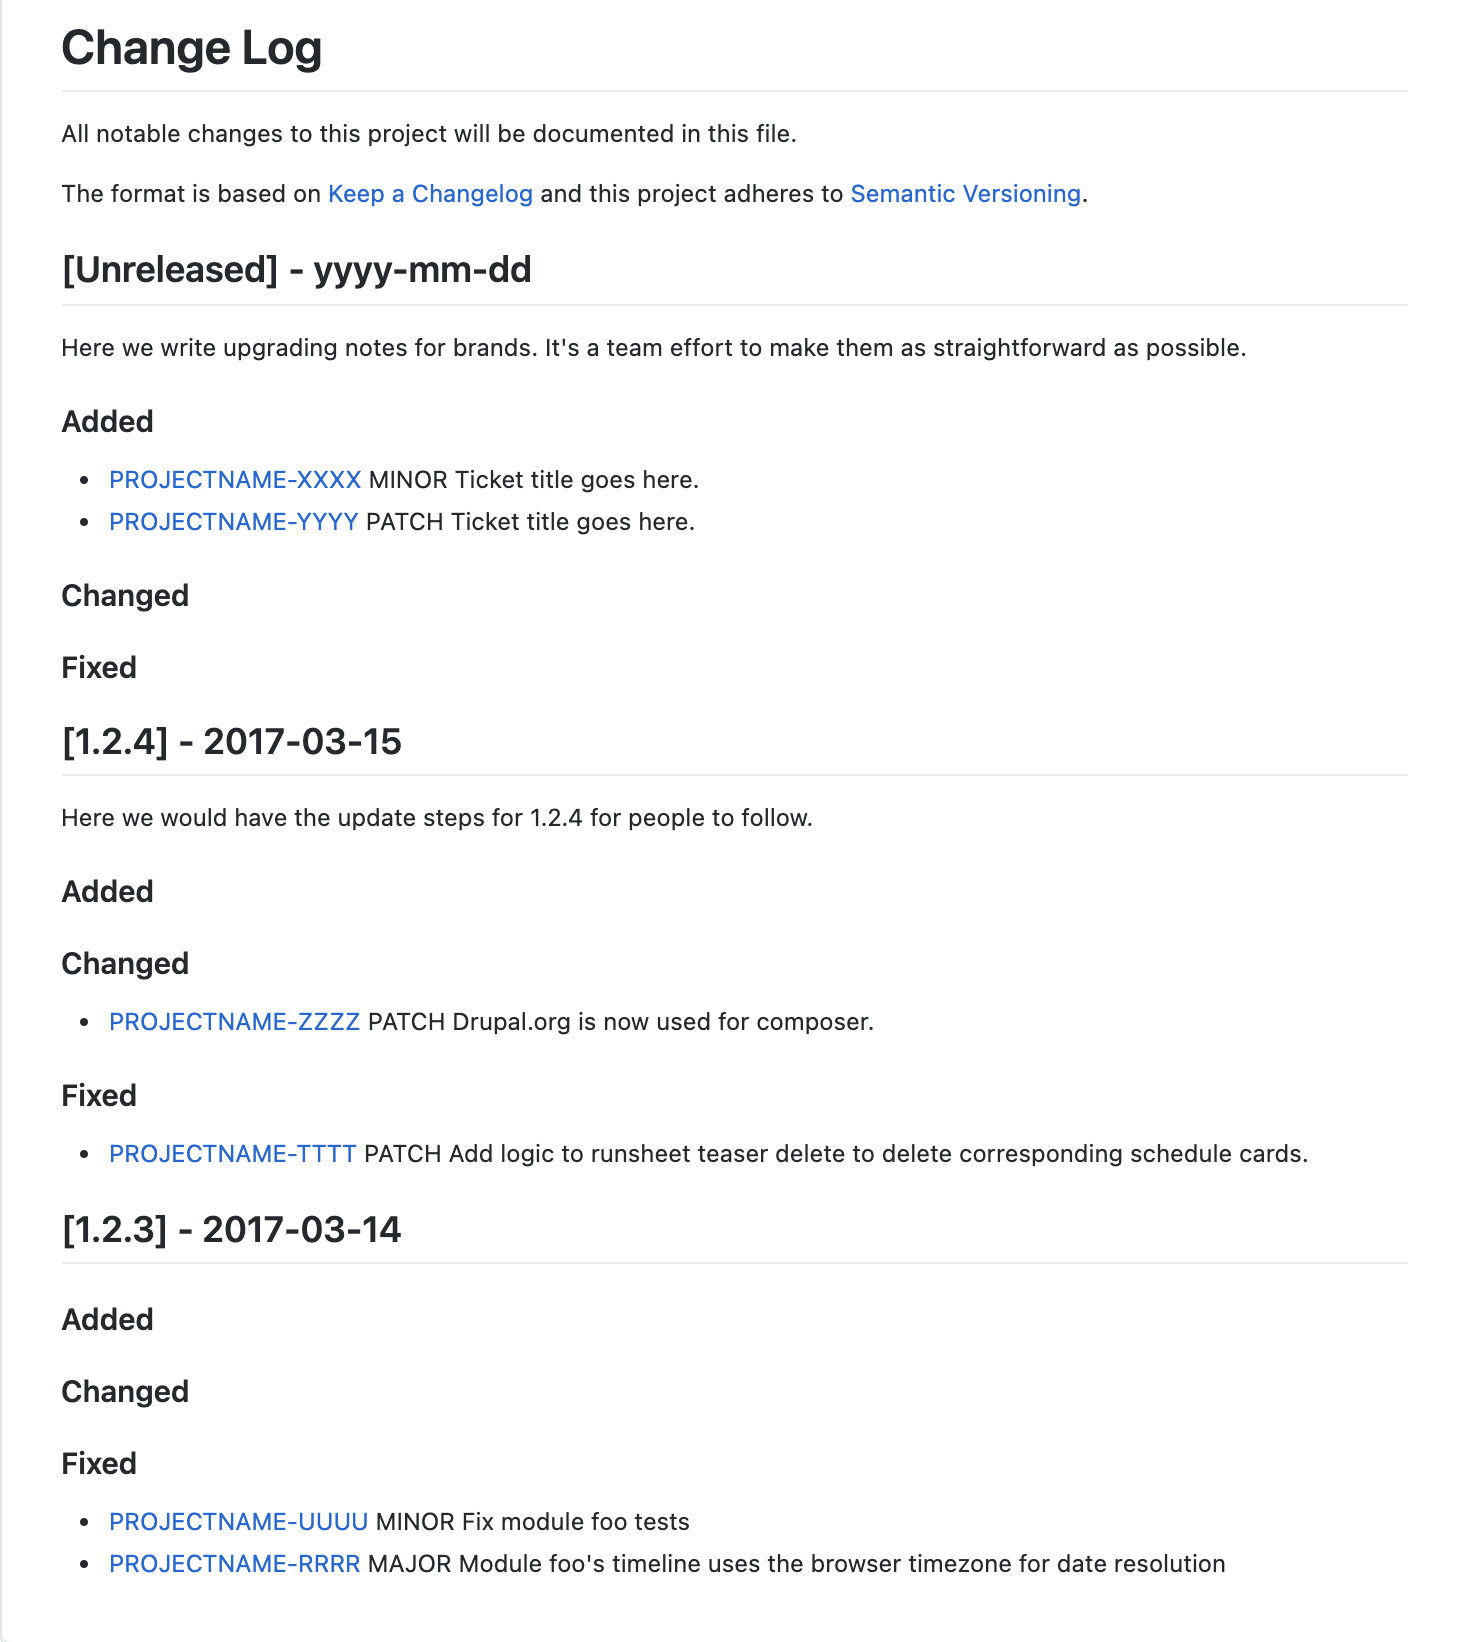 Change Log
All notable changes to this project will be documented in this file.
The format is based on Keep a Changelog and this project adheres to Semantic Versioning.
[Unreleased] - yyyy-mm-dd
Here we write upgrading notes for brands. It's a team effort to make them as straightforward as possible.
Added
• PROJECTNAME-XXXX MINOR Ticket title goes here.
• PROJECTNAME-YYYY PATCH Ticket title goes here.
Changed
Fixed
[1.2.4] - 2017-03-15
Here we would have the update steps for 1.2.4 for people to follow.
Added
Changed
• PROJECTNAME-ZZZZ PATCH Drupal.org is now used for composer.
Fixed
• PROJECTNAME-TTTT PATCH Add logic to runsheet teaser delete to delete corresponding schedule cards.
[1.2.3] - 2017-03-14
Added
Changed
Fixed
• PROJECTNAME-UUUU MINOR Fix module foo tests
• PROJECTNAME-RRRR MAJOR Module foo's timeline uses the browser timezone for date resolution